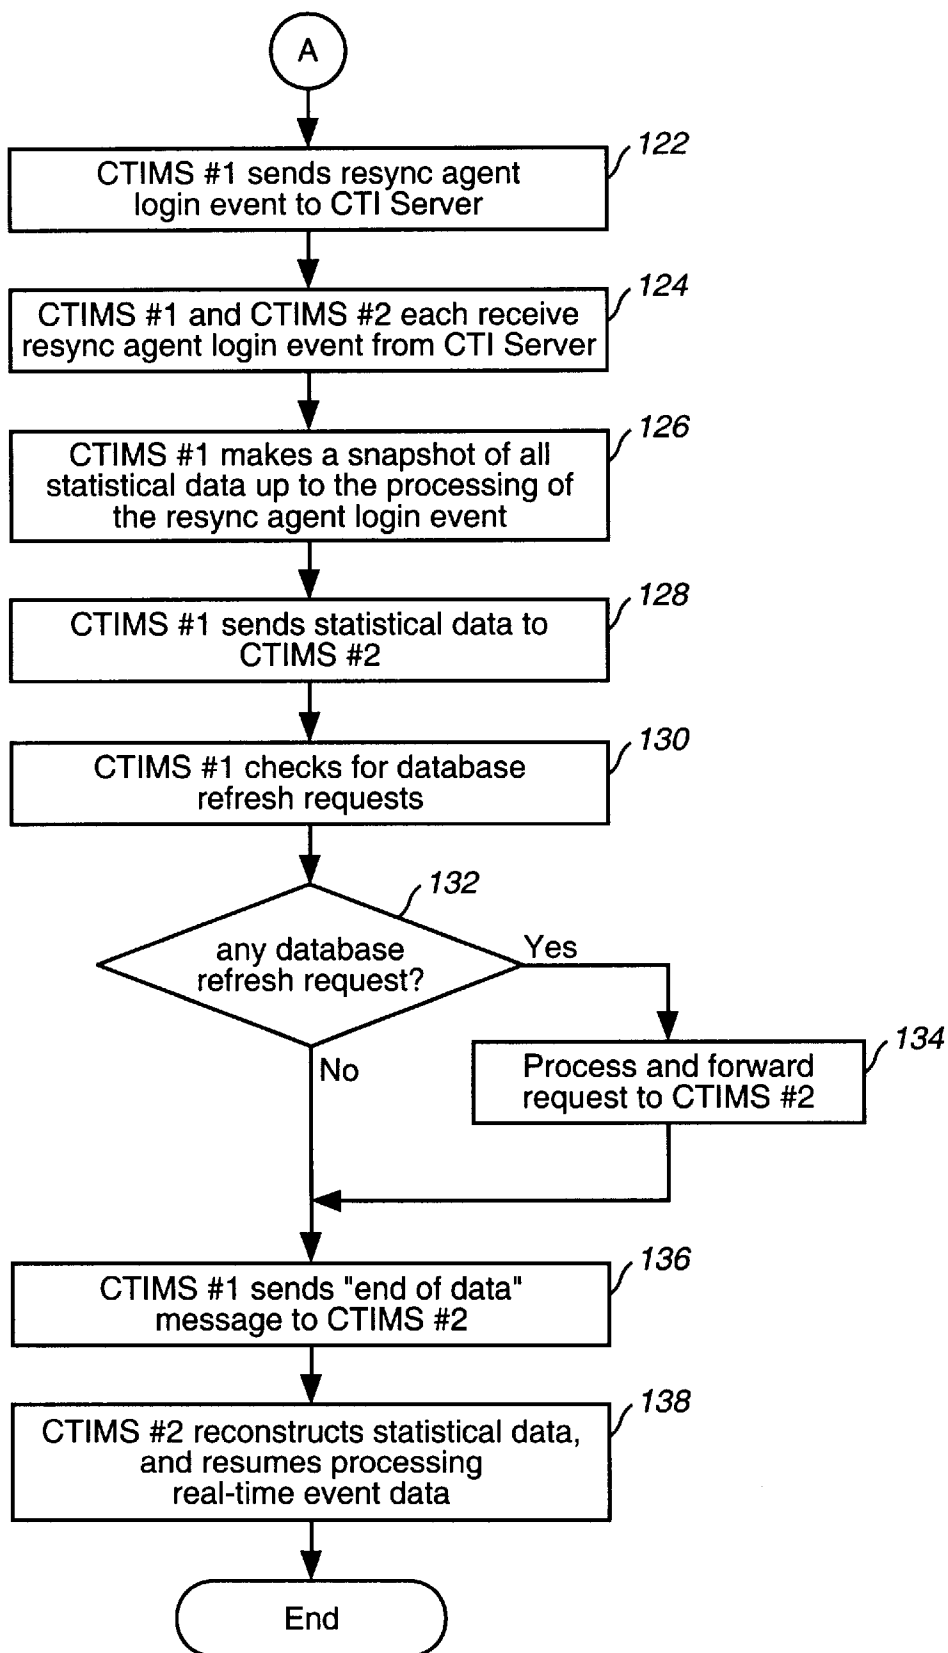 A
122
CTIMS #1 sends resync agent
login event to CTI Server
124
CTIMS #1 and CTIMS #2 each receive
resync agent login event from CTI Server
126
CTIMS #1 makes a snapshot of all
statistical data up to the processing of
the resync agent login event
128
CTIMS #1 sends statistical data to
CTIMS #2
130
CTIMS #1 checks for database
refresh requests
132
any database
refresh request?
Yes
No
134
Process and forward
request to CTIMS #2
136
CTIMS #1 sends "end of data"
message to CTIMS #2
138
CTIMS #2 reconstructs statistical data,
and resumes processing
real-time event data
End